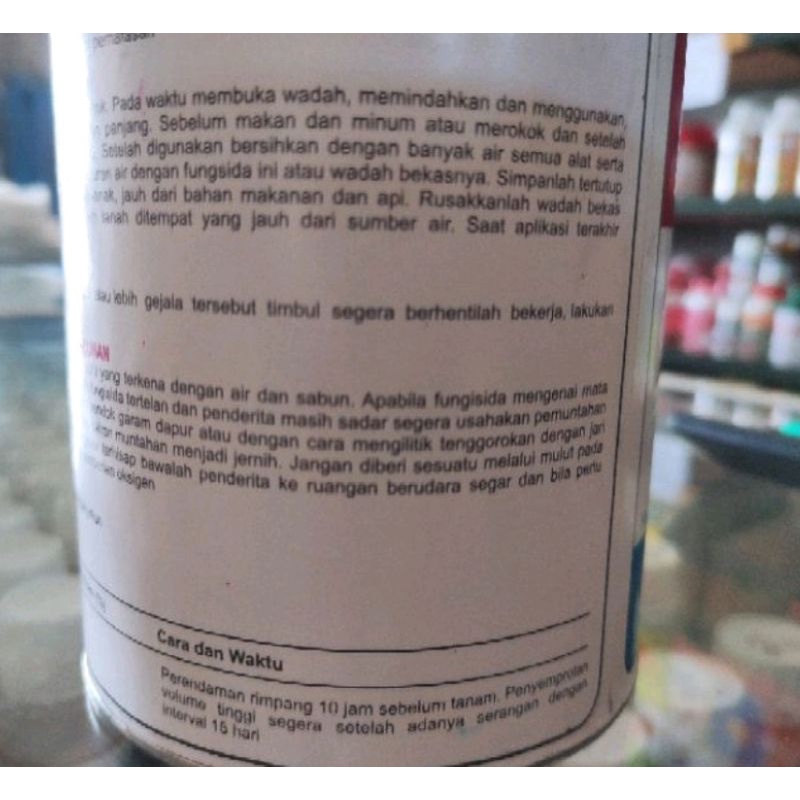 pemalasan
Pada waktu membuka wadah, memindahkan dan menggunakan,
panjang. Sebelum makan dan minum atau merokok dan setelah
Setelah digunakan bersihkan dengan banyak air semua alat serta
air dengan fungsida ini atau wadah bekasnya. Simpanlah tertutup
jauh dari bahan makanan dan api. Rusakkanlah wadah bekas
tanah ditempat yang jauh dari sumber air. Saat aplikasi terakhir
atau lebih gejala tersebut timbul segera berhentilah bekerja, lakukan
yang terkena dengan air dan sabun. Apabila fungisida mengenai mata
tertelan dan penderita masih sadar segera usahakan pemuntahan
garam dapur atau dengan cara mengilitik tenggorokan dengan jari
muntahan menjadi jernih. Jangan diberi sesuatu melalui mulut pada
terhisap bawalah penderita ke ruangan berudara segar dan bila perlu
oksigen
Cara dan Waktu
Perendaman rimpang 10 jam sebelum tanam. Penyemprotan
volume tinggi segera setelah adanya serangan dengan
interval 15 hari